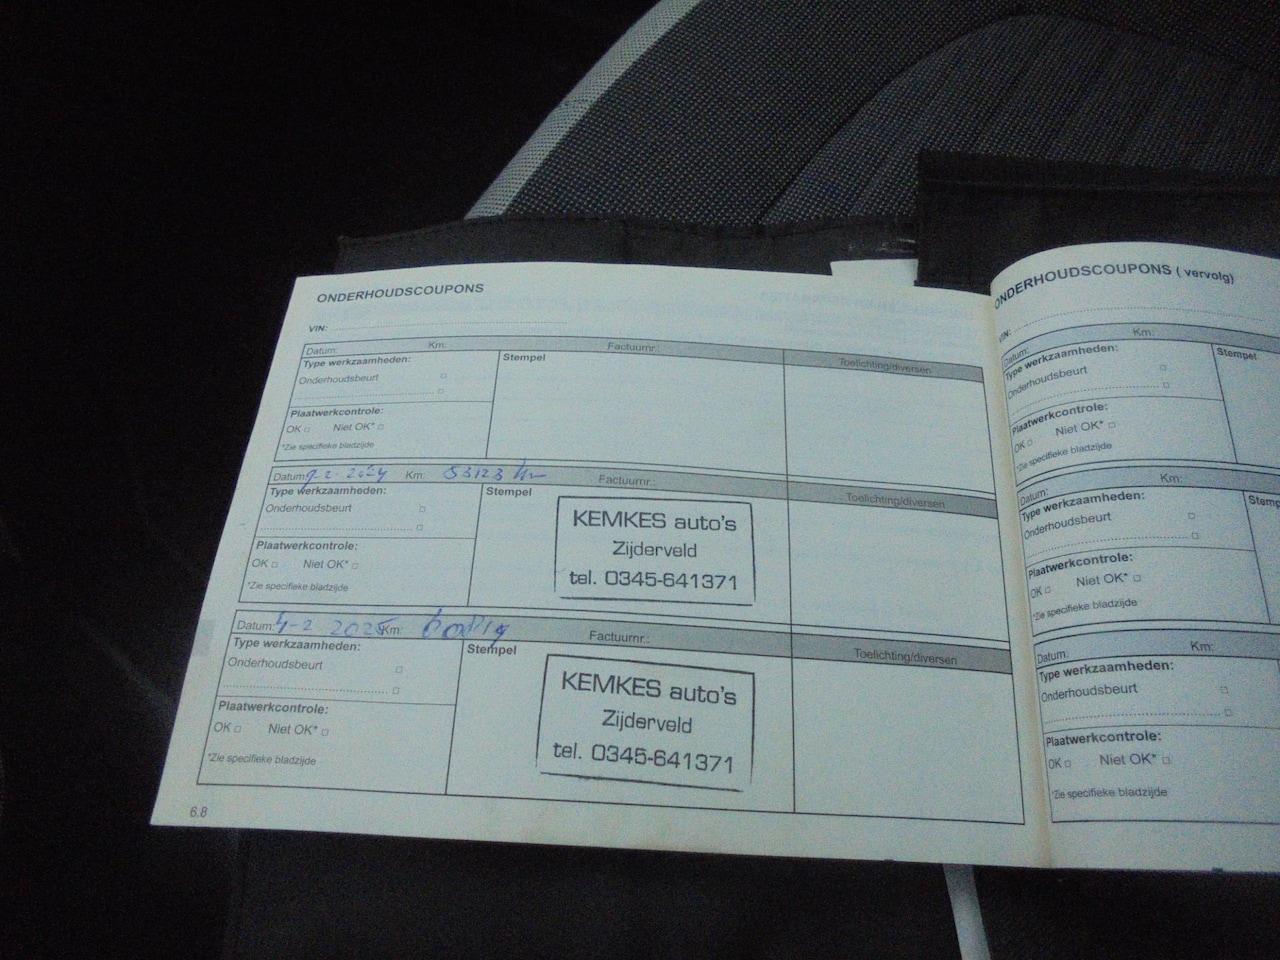 ONDERHOUDSCOUPONS
VIN:
Datum: Km: Factuurnr.: Toelichting/diversen
Type werkzaamheden: Stempel
Onderhoudsbeurt
Plaatwerkcontrole:
OK Niet OK*
*Zie specifieke bladzijde
Datum: 9-2-2024 Km: 53123 km Factuurnr.: Toelichting/diversen
Type werkzaamheden: Stempel
Onderhoudsbeurt
Plaatwerkcontrole:
OK Niet OK*
*Zie specifieke bladzijde
KEMKES auto's
Zijderveld
tel. 0345-641371
Datum: 4-2 2025 Km: Factuurnr.: Toelichting/diversen
Type werkzaamheden: Stempel
Onderhoudsbeurt
Plaatwerkcontrole:
OK Niet OK*
*Zie specifieke bladzijde
KEMKES auto's
Zijderveld
tel. 0345-641371
6.8
ONDERHOUDSCOUPONS ( vervolg)
VIN:
Datum: Km:
Type werkzaamheden: Stempel
Onderhoudsbeurt
Plaatwerkcontrole:
OK Niet OK*
*Zie specifieke bladzijde
Datum: Km:
Type werkzaamheden: Stemp
Onderhoudsbeurt
Plaatwerkcontrole:
OK Niet OK*
*Zie specifieke bladzijde
Datum: Km:
Type werkzaamheden:
Onderhoudsbeurt
Plaatwerkcontrole:
OK Niet OK*
*Zie specifieke bladzijde